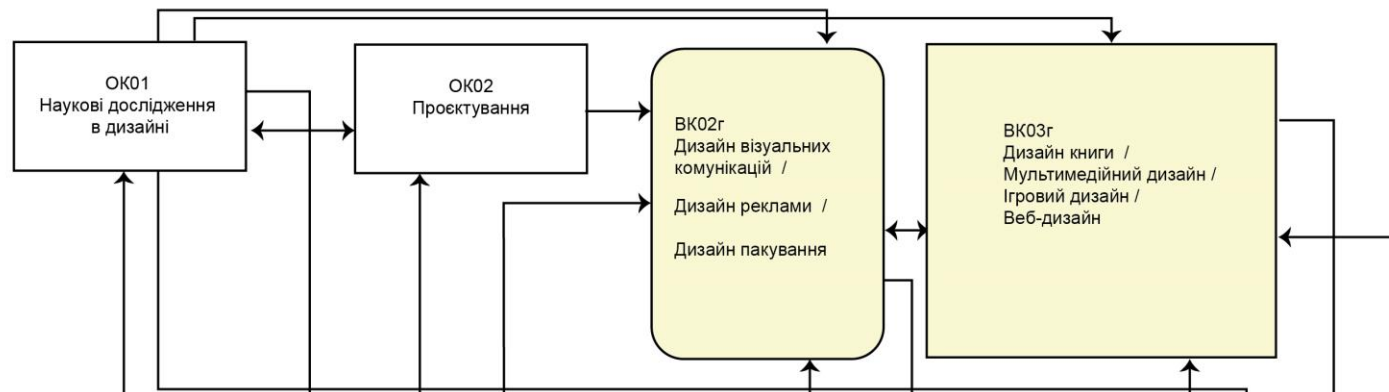 ОК01
Наукові дослідження
в дизайні
ОК02
Проєктування
ВК02г
Дизайн візуальних
комунікацій /
Дизайн реклами /
Дизайн пакування
ВК03г
Дизайн книги /
Мультимедійний дизайн /
Ігровий дизайн /
Веб-дизайн